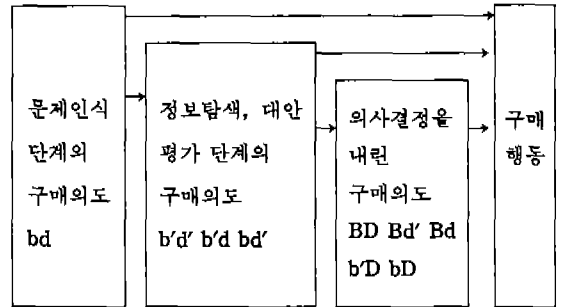 문제인식
단계의
구매의도
bd
정보탐색, 대안
평가 단계의
구매의도
b′d′ b′d bd′
의사결정을
내린
구매의도
BD Bd′ Bd
b′D bD
구매
행동